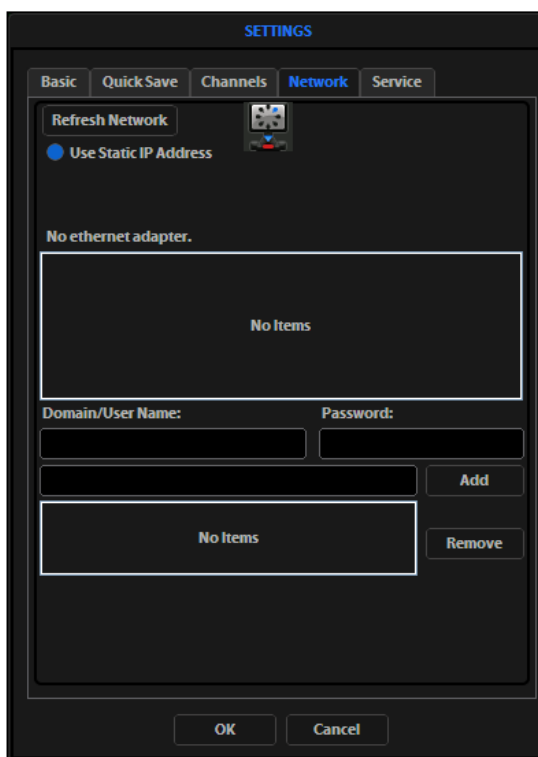 SETTINGS
Basic Quick Save Channels Network Service
Refresh Network
Use Static IP Address
No ethernet adapter.
No Items
Domain/User Name: Password:
Add
No Items
Remove
OK Cancel